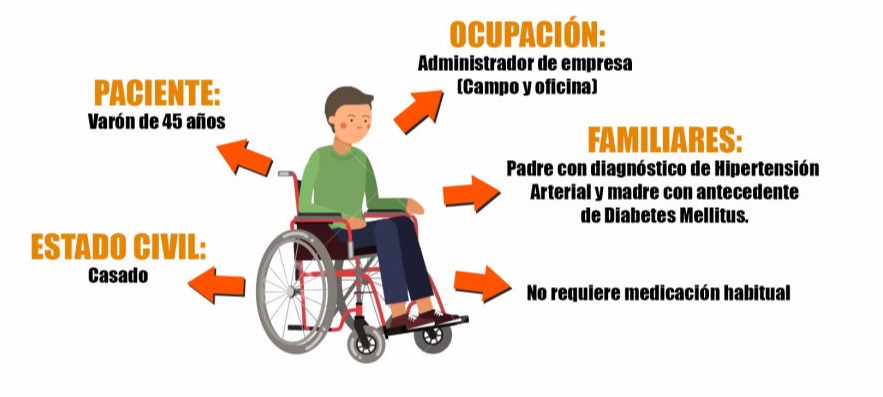 OCUPACIÓN:
Administrador de empresa
(Campo y oficina)
PACIENTE:
Varón de 45 años
FAMILIARES:
Padre con diagnóstico de Hipertensión
Arterial y madre con antecedente
de Diabetes Mellitus.
ESTADO CIVIL:
Casado
No requiere medicación habitual